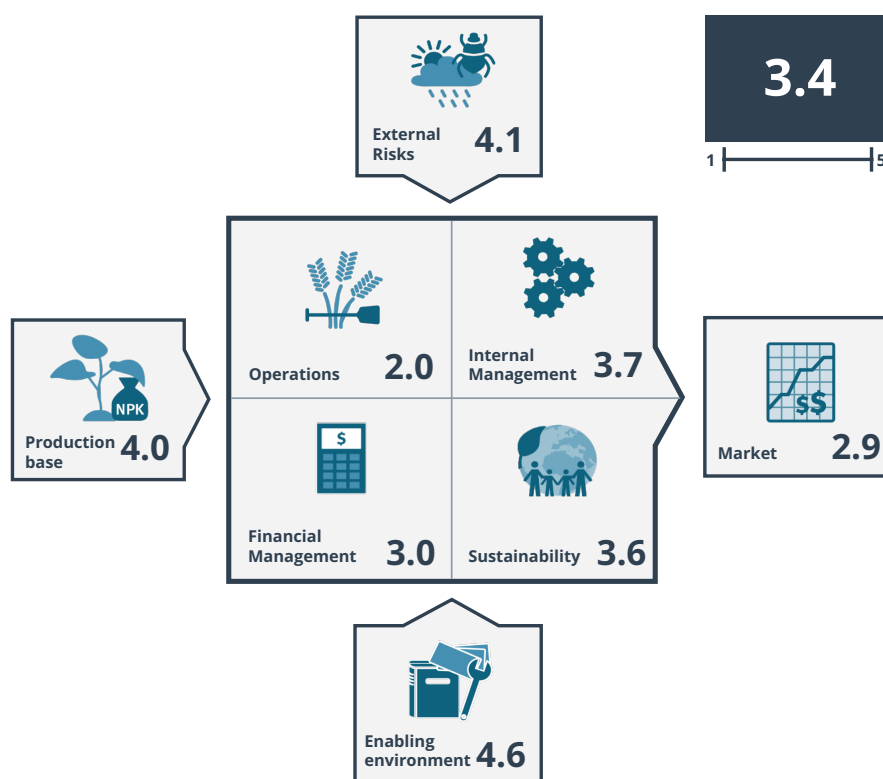 3.4
1
5
External
Risks
4.1
Operations
2.0
Internal
Management
3.7
NPK
Production
base
4.0
$
Financial
Management
3.0
Sustainability
3.6
$$
Market
2.9
Enabling
environment
4.6